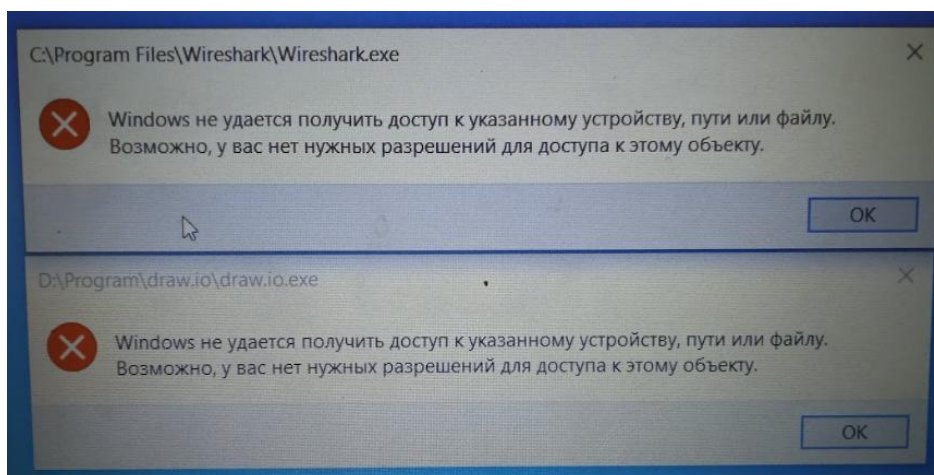 C:\Program Files\Wireshark\Wireshark.exe
Windows не удается получить доступ к указанному устройству, пути или файлу.
Возможно, у вас нет нужных разрешений для доступа к этому объекту.
OK
D:\Program\draw.io\draw.io.exe
Windows не удается получить доступ к указанному устройству, пути или файлу.
Возможно, у вас нет нужных разрешений для доступа к этому объекту.
OK